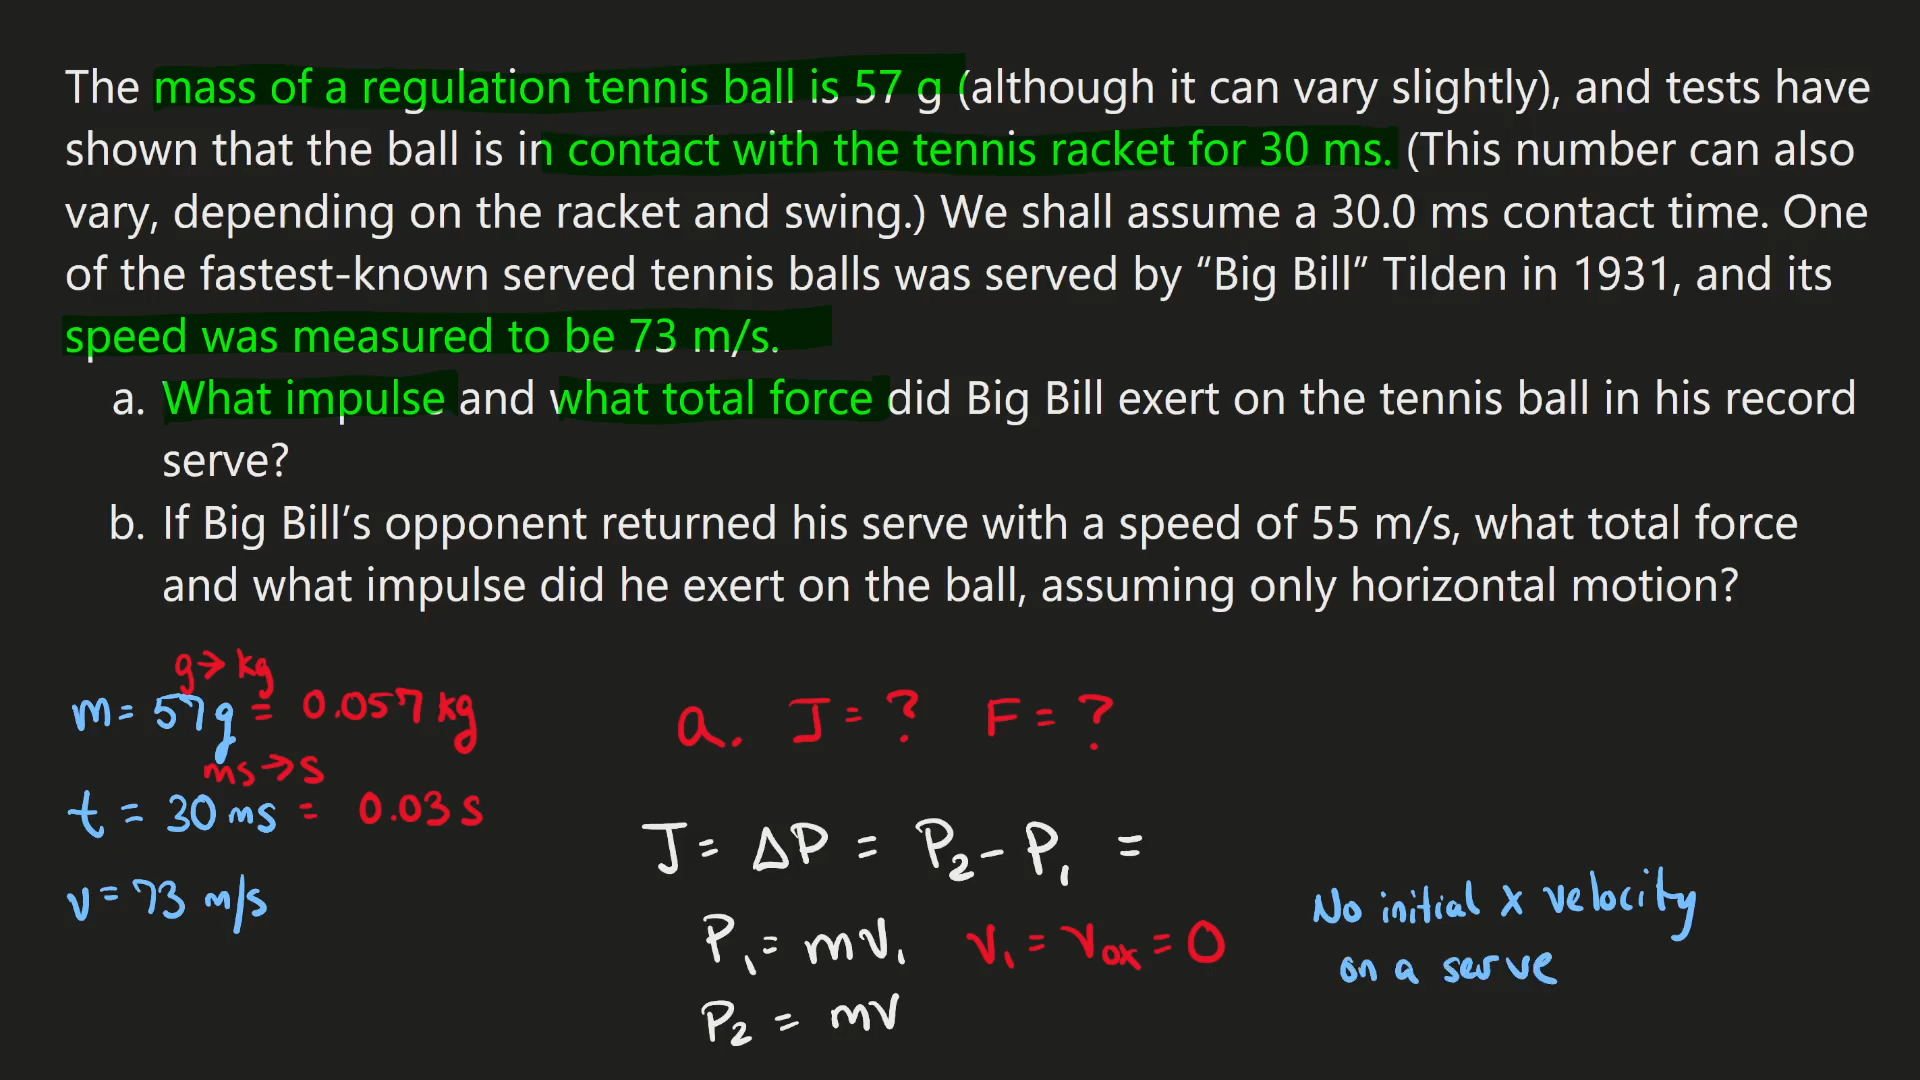 The mass of a regulation tennis ball is 57 g (although it can vary slightly), and tests have
shown that the ball is in contact with the tennis racket for 30 ms. (This number can also
vary, depending on the racket and swing.) We shall assume a 30.0 ms contact time. One
of the fastest-known served tennis balls was served by “Big Bill” Tilden in 1931, and its
speed was measured to be 73 m/s.
a. What impulse and what total force did Big Bill exert on the tennis ball in his record
serve?
b. If Big Bill’s opponent returned his serve with a speed of 55 m/s, what total force
and what impulse did he exert on the ball, assuming only horizontal motion?
g → kg
m = 57g = 0.057 kg
ms → s
t = 30 ms = 0.03 s
v = 73 m/s
a. J = ? F = ?
J = ΔP = P₂ - P₁ =
P₁ = mv₁ v₁ = v₀ₓ = 0
P₂ = mv
No initial x velocity
on a serve